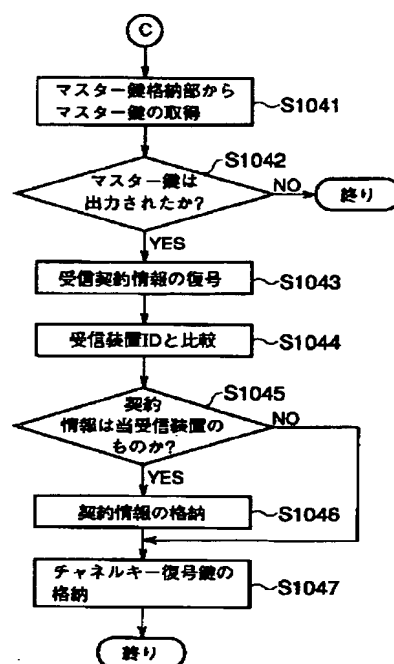 C
マスター鍵格納部から
マスター鍵の取得
S1041
S1042
マスター鍵は
出力されたか?
NO
終り
YES
受信契約情報の復号
S1043
受信装置IDと比較
S1044
S1045
契約
情報は当受信装置の
ものか?
NO
YES
契約情報の格納
S1046
チャネルキー復号鍵の
格納
S1047
終り